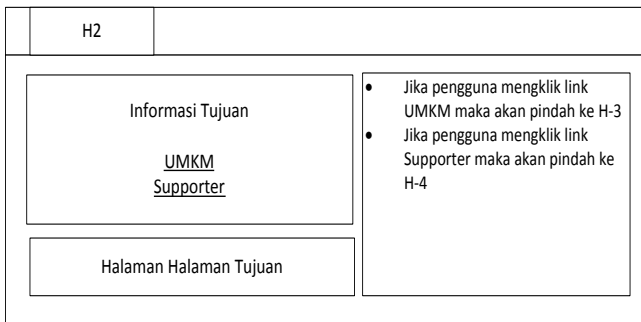 H2
Informasi Tujuan
UMKM
Supporter
Halaman Halaman Tujuan
• Jika pengguna mengklik link
UMKM maka akan pindah ke H-3
• Jika pengguna mengklik link
Supporter maka akan pindah ke
H-4